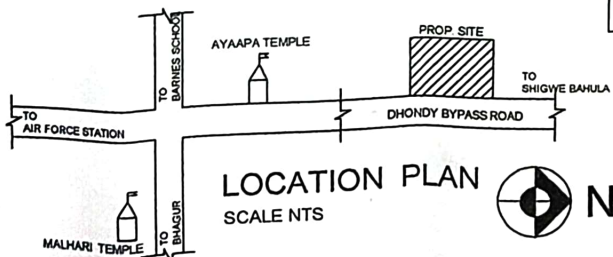 TO
BARNES SCHOOL
AYAAPA TEMPLE
PROP. SITE
TO
SHIGWE BAHULA
TO
AIR FORCE STATION
DHONDY BYPASS ROAD
LOCATION PLAN
SCALE NTS
N
MALHARI TEMPLE
TO
BHAGUR